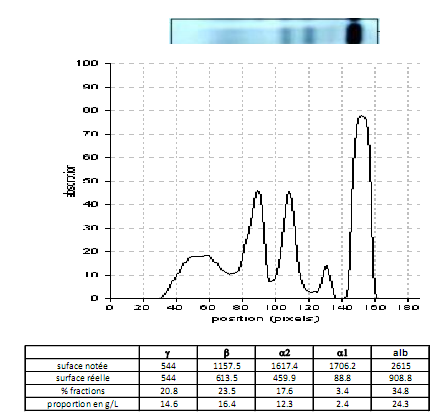 100
90
80
70
60
50
40
30
20
10
0
absorption
0 20 40 60 80 100 120 140 160 180
position (pixels)
γ β α2 α1 alb
suface notée 544 1157.5 1617.4 1706.2 2615
surface réelle 544 613.5 459.9 88.8 908.8
% fractions 20.8 23.5 17.6 3.4 34.8
proportion en g/L 14.6 16.4 12.3 2.4 24.3